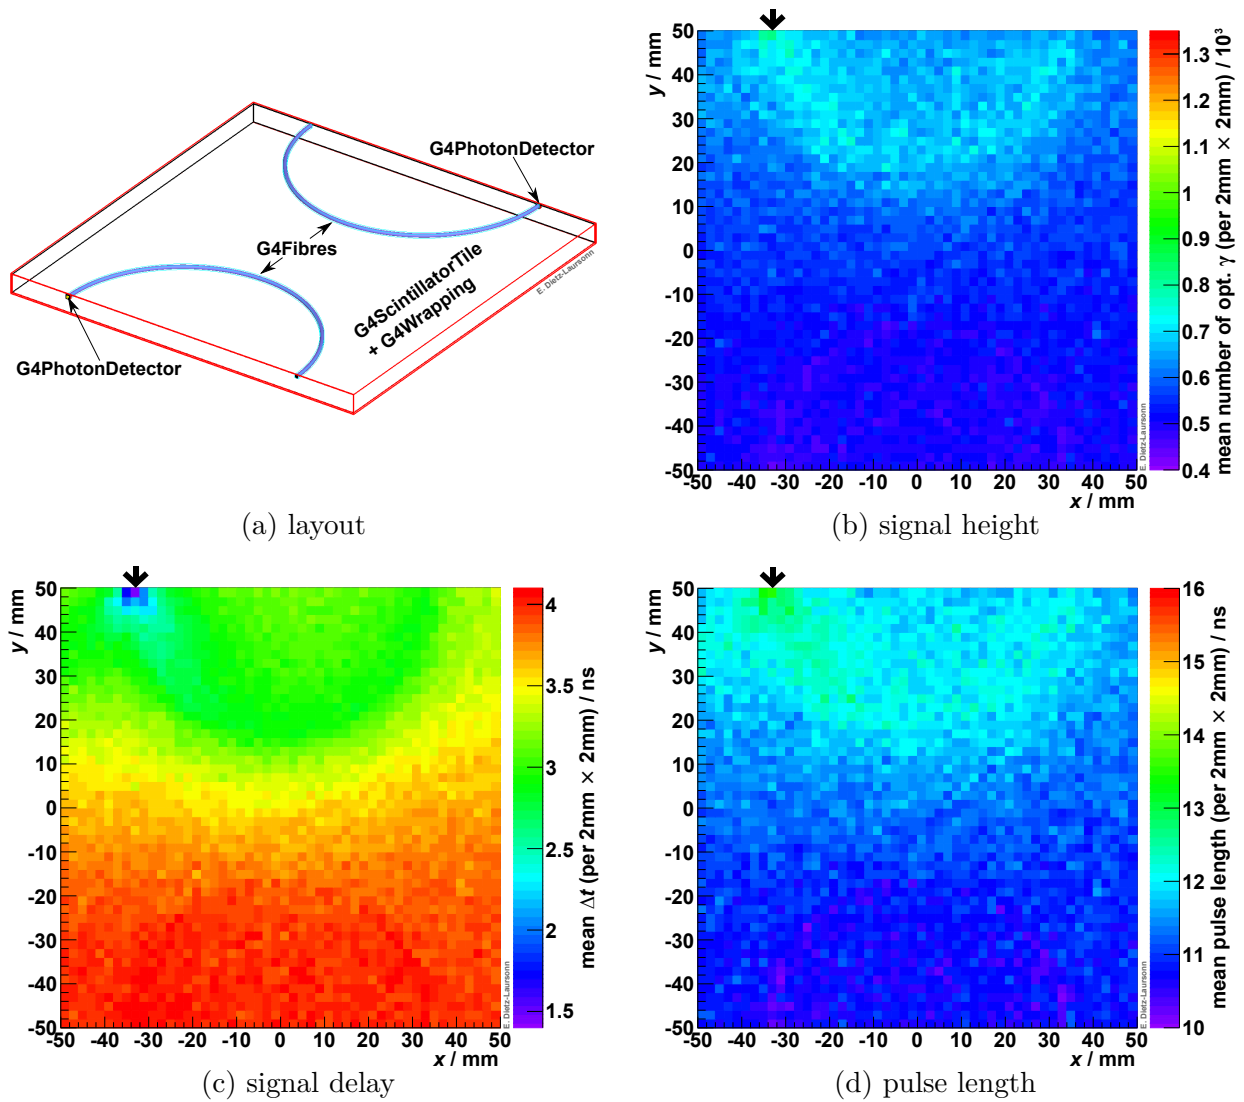 G4PhotonDetector
G4Fibres
G4ScintillatorTile
+ G4Wrapping
E. Dietz-Laursonn
G4PhotonDetector
(a) layout
y / mm
50
40
30
20
10
0
-10
-20
-30
-40
-50
-50 -40 -30 -20 -10 0 10 20 30 40 50
x / mm
E. Dietz-Laursonn
1.3
1.2
1.1
1
0.9
0.8
0.7
0.6
0.5
0.4
mean number of opt. γ (per 2mm × 2mm) / 10³
(b) signal height
y / mm
50
40
30
20
10
0
-10
-20
-30
-40
-50
-50 -40 -30 -20 -10 0 10 20 30 40 50
x / mm
E. Dietz-Laursonn
4
3.5
3
2.5
2
1.5
mean Δt (per 2mm × 2mm) / ns
(c) signal delay
y / mm
50
40
30
20
10
0
-10
-20
-30
-40
-50
-50 -40 -30 -20 -10 0 10 20 30 40 50
x / mm
E. Dietz-Laursonn
16
15
14
13
12
11
10
mean pulse length (per 2mm × 2mm) / ns
(d) pulse length